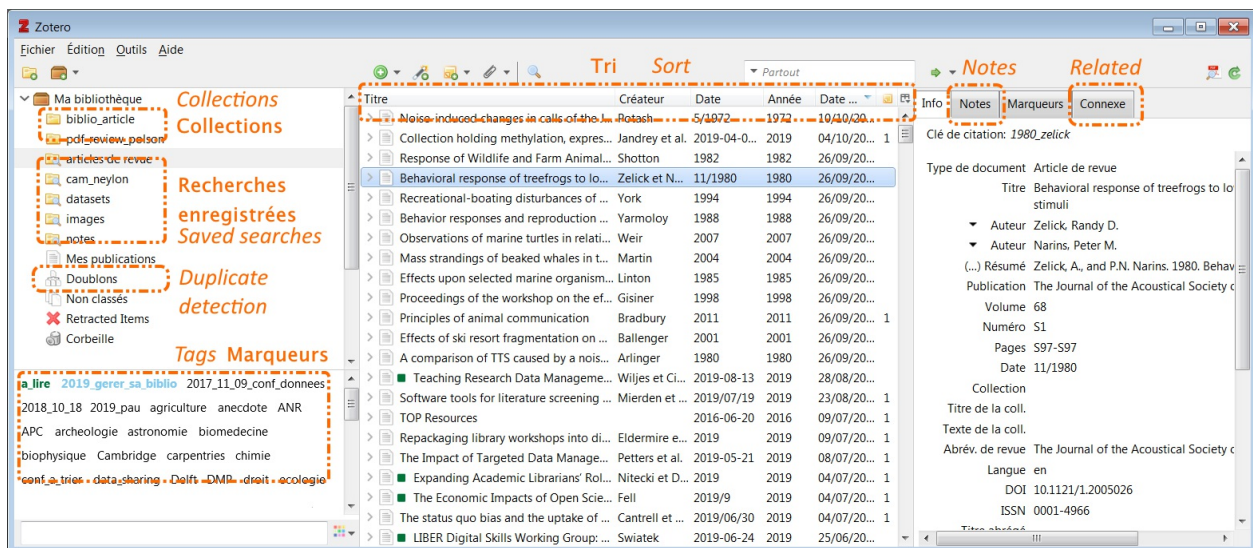 Zotero
Fichier Édition Outils Aide
Tri Sort Partout Notes Related
Ma bibliothèque
biblio_article
pdf_review_polson
articles de revue
cam_neylon
datasets
images
notes
Mes publications
Doublons
Non classés
Retracted Items
Corbeille
Collections
Collections
Recherches
enregistrées
Saved searches
Duplicate
detection
Tags Marqueurs
a_lire 2019_gerer_sa_biblio 2017_11_09_conf_donnees
2018_10_18 2019_pau agriculture anecdote ANR
APC archeologie astronomie biomedecine
biophysique Cambridge carpentries chimie
conf_a_trier data_sharing Delft DMP droit ecologie
Titre Créateur Date Année Date ...
Noise-induced changes in calls of the J... Potash 5/1972 1972 10/10/20...
Collection holding methylation, expres... Jandrey et al. 2019-04-0... 2019 04/10/20... 1
Response of Wildlife and Farm Animal... Shotton 1982 1982 26/09/20...
Behavioral response of treefrogs to lo... Zelick et N... 11/1980 1980 26/09/20...
Recreational-boating disturbances of ... York 1994 1994 26/09/20...
Behavior responses and reproduction ... Yarmoloy 1988 1988 26/09/20...
Observations of marine turtles in relati... Weir 2007 2007 26/09/20...
Mass strandings of beaked whales in t... Martin 2004 2004 26/09/20...
Effects upon selected marine organism... Linton 1985 1985 26/09/20...
Proceedings of the workshop on the ef... Gisiner 1998 1998 26/09/20...
Principles of animal communication Bradbury 2011 2011 26/09/20... 1
Effects of ski resort fragmentation on ... Ballenger 2001 2001 26/09/20...
A comparison of TTS caused by a nois... Arlinger 1980 1980 26/09/20...
Teaching Research Data Manageme... Wiljes et Ci... 2019-08-13 2019 28/08/20...
Software tools for literature screening ... Mierden et ... 2019/07/19 2019 23/08/20... 1
TOP Resources 2016-06-20 2016 09/07/20... 1
Repackaging library workshops into di... Eldermire e... 2019 2019 09/07/20... 1
The Impact of Targeted Data Manage... Petters et al. 2019-05-21 2019 08/07/20... 1
Expanding Academic Librarians' Rol... Nitecki et D... 2019 2019 04/07/20... 1
The Economic Impacts of Open Scie... Fell 2019/9 2019 04/07/20... 1
The status quo bias and the uptake of ... Cantrell et ... 2019/06/30 2019 04/07/20... 1
LIBER Digital Skills Working Group: ... Swiatek 2019-06-24 2019 25/06/20...
Info Notes Marqueurs Connexe
Clé de citation: 1980_zelick
Type de document Article de revue
Titre Behavioral response of treefrogs to lo
stimuli
Auteur Zelick, Randy D.
Auteur Narins, Peter M.
(...) Résumé Zelick, A., and P.N. Narins. 1980. Behav
Publication The Journal of the Acoustical Society
Volume 68
Numéro S1
Pages S97-S97
Date 11/1980
Collection
Titre de la coll.
Texte de la coll.
Abrév. de revue The Journal of the Acoustical Society
Langue en
DOI 10.1121/1.2005026
ISSN 0001-4966
Titre abrégé